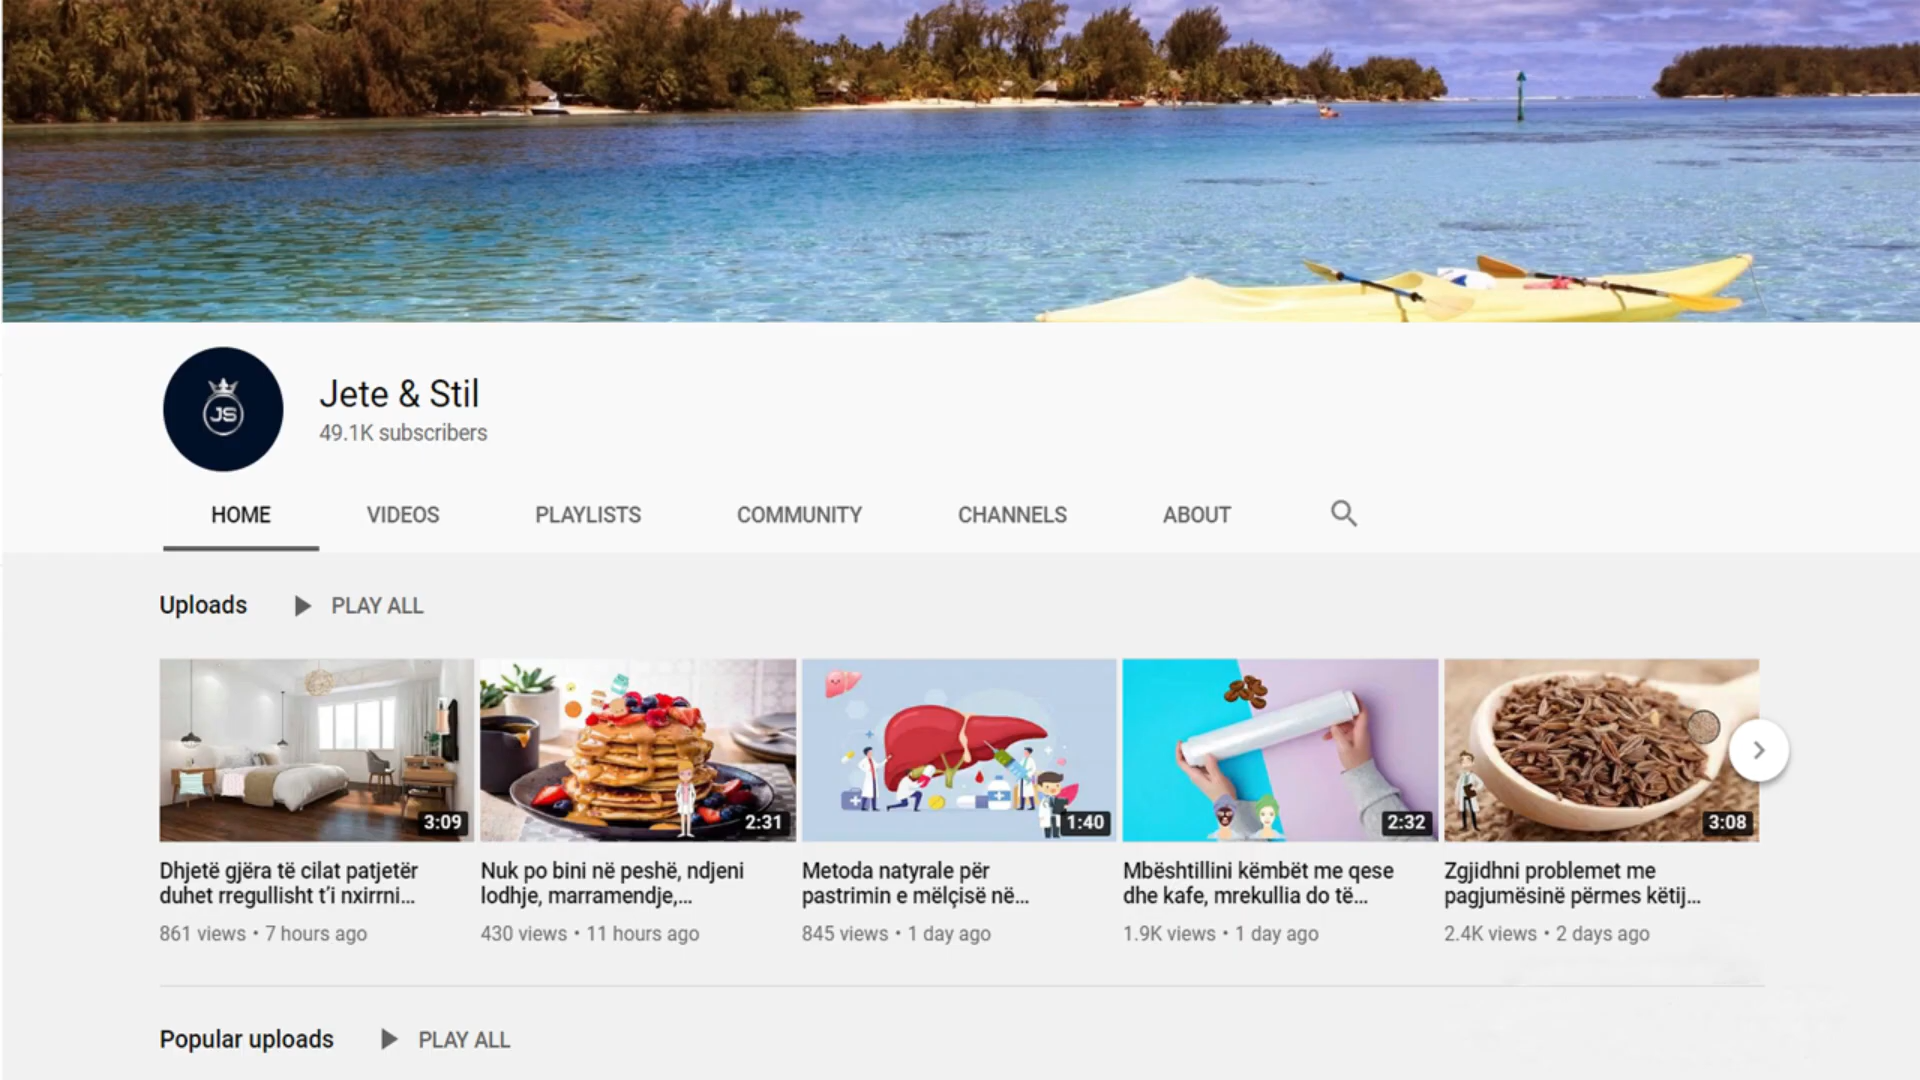 JS
Jete & Stil
49.1K subscribers
HOME VIDEOS PLAYLISTS COMMUNITY CHANNELS ABOUT
Uploads PLAY ALL
3:09 2:31 1:40 2:32 3:08
Dhjetë gjëra të cilat patjetër
duhet rregullisht t’i nxirrni...
861 views • 7 hours ago
Nuk po bini në peshë, ndjeni
lodhje, marramendje,...
430 views • 11 hours ago
Metoda natyrale për
pastrimin e mëlçisë në...
845 views • 1 day ago
Mbështillini këmbët me qese
dhe kafe, mrekullia do të...
1.9K views • 1 day ago
Zgjidhni problemet me
pagjumësinë përmes këtij...
2.4K views • 2 days ago
Popular uploads PLAY ALL